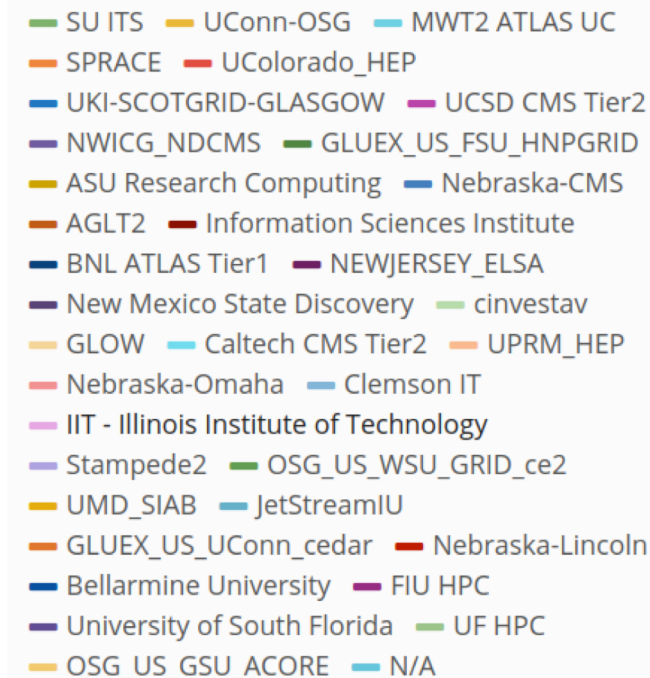 SU ITS UConn-OSG MWT2 ATLAS UC
SPRACE UColorado_HEP
UKI-SCOTGRID-GLASGOW UCSD CMS Tier2
NWICG_NDCMS GLUEX_US_FSU_HNPGRID
ASU Research Computing Nebraska-CMS
AGLT2 Information Sciences Institute
BNL ATLAS Tier1 NEWJERSEY_ELSA
New Mexico State Discovery cinvestav
GLOW Caltech CMS Tier2 UPRM_HEP
Nebraska-Omaha Clemson IT
IIT - Illinois Institute of Technology
Stampede2 OSG_US_WSU_GRID_ce2
UMD_SIAB JetStreamIU
GLUEX_US_UConn_cedar Nebraska-Lincoln
Bellarmine University FIU HPC
University of South Florida UF HPC
OSG_US_GSU_ACORE N/A